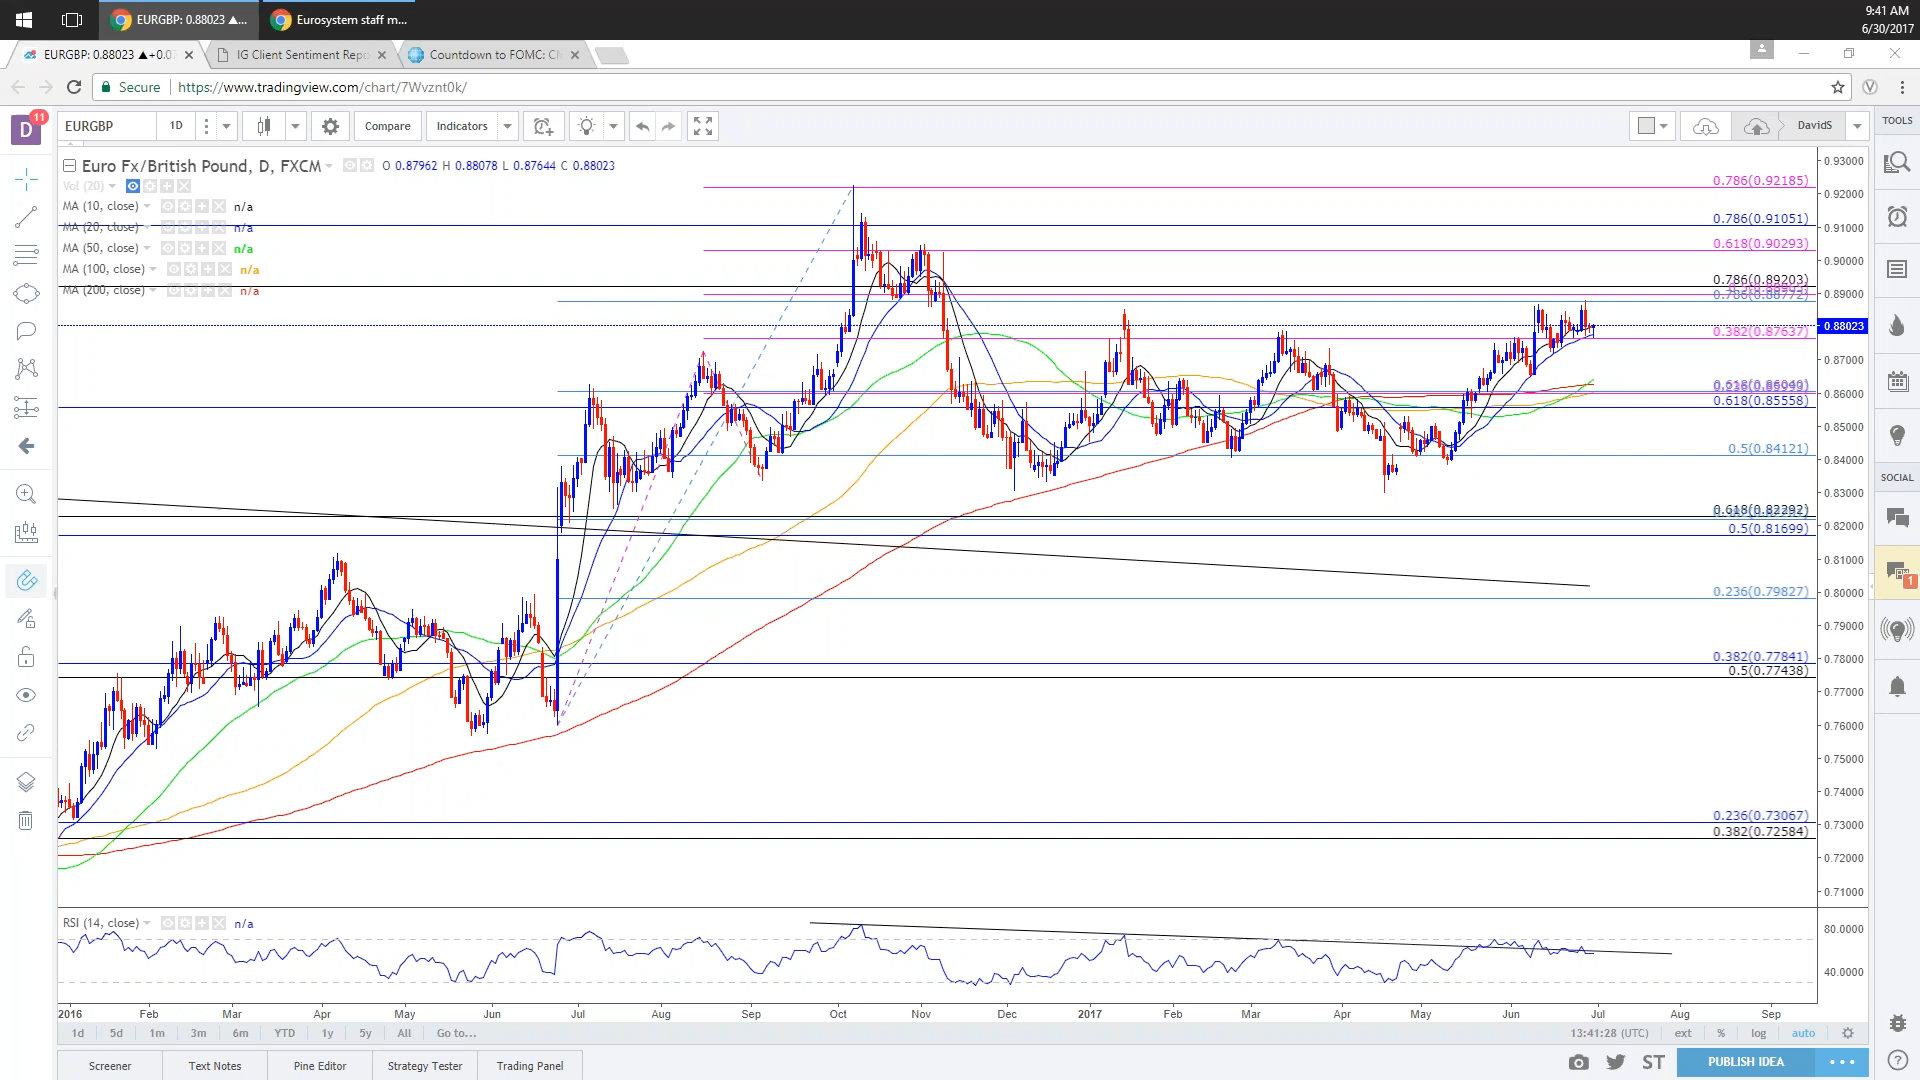 EURGBP: 0.88023 ▲...
Eurosystem staff m...
9:41 AM
6/30/2017
EURGBP: 0.88023 ▲+0.0
IG Client Sentiment Repo
Countdown to FOMC: C
Secure
https://www.tradingview.com/chart/7Wvznt0k/
D
11
EURGBP
1D
Compare
Indicators
DavidS
TOOLS
Euro Fx/British Pound, D, FXCM
O 0.87962 H 0.88078 L 0.87644 C 0.88023
Vol (20)
MA (10, close) n/a
MA (20, close) n/a
MA (50, close) n/a
MA (100, close) n/a
MA (200, close) n/a
0.786(0.92185)
0.786(0.91051)
0.618(0.90293)
0.786(0.89203)
0.786(0.88772)
0.382(0.87637)
0.618(0.85558)
0.5(0.84121)
0.5(0.81699)
0.236(0.79827)
0.382(0.77841)
0.5(0.77438)
0.236(0.73067)
0.382(0.72584)
0.93000
0.92000
0.91000
0.90000
0.89000
0.88023
0.87000
0.86000
0.85000
0.84000
0.83000
0.82000
0.81000
0.80000
0.79000
0.78000
0.77000
0.76000
0.75000
0.74000
0.73000
0.72000
0.71000
SOCIAL
1
RSI (14, close) n/a
80.0000
40.0000
2016 Feb Mar Apr May Jun Jul Aug Sep Oct Nov Dec 2017 Feb Mar Apr May Jun Jul Aug Sep
1d 5d 1m 3m 6m YTD 1y 5y All Go to...
13:41:28 (UTC) ext % log auto
Screener
Text Notes
Pine Editor
Strategy Tester
Trading Panel
ST
PUBLISH IDEA